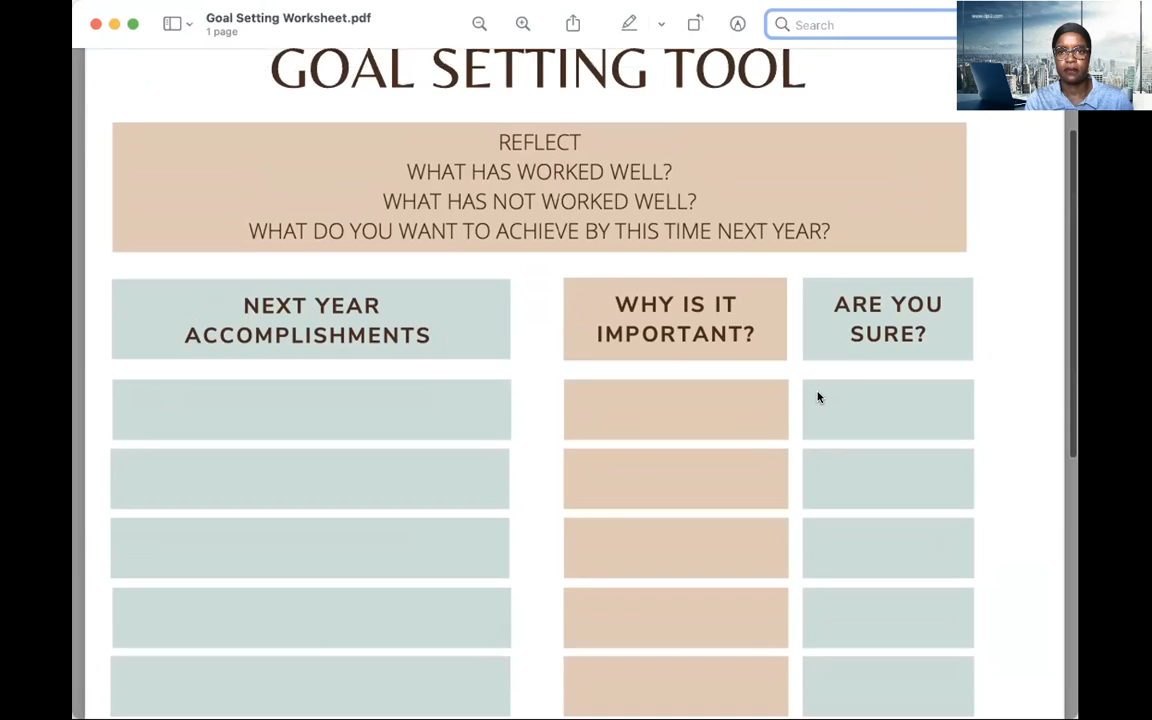 Goal Setting Worksheet.pdf
1 page
Search
GOAL SETTING TOOL
REFLECT
WHAT HAS WORKED WELL?
WHAT HAS NOT WORKED WELL?
WHAT DO YOU WANT TO ACHIEVE BY THIS TIME NEXT YEAR?
NEXT YEAR
ACCOMPLISHMENTS
WHY IS IT
IMPORTANT?
ARE YOU
SURE?